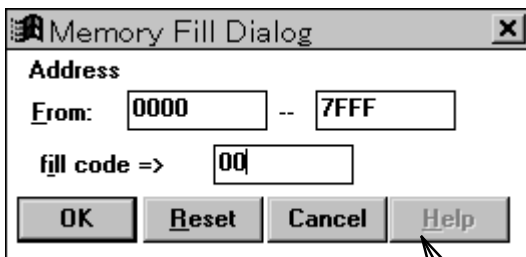 Memory Fill Dialog
Address
From: 0000 -- 7FFF
fill code => 00
OK Reset Cancel Help